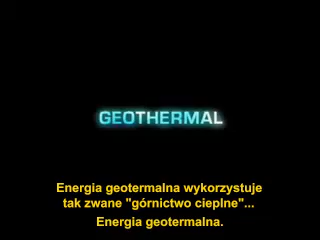 GEOTHERMAL
Energia geotermalna wykorzystuje
tak zwane "górnictwo cieplne"...
Energia geotermalna.